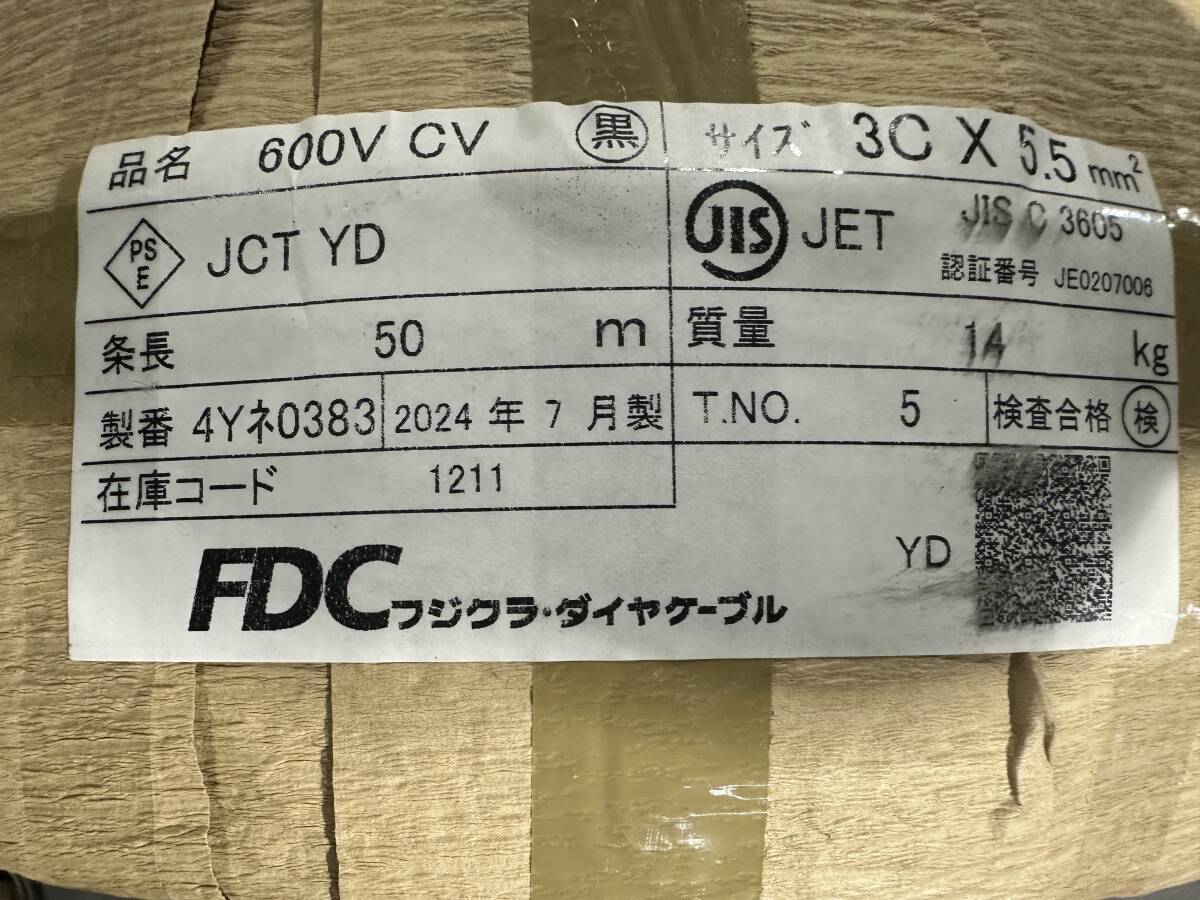 品名 600V CV 黒 サイズ 3C X 5.5 mm²
PS E JCT YD JIS JET JIS C 3605
認証番号 JE0207006
条長 50 m 質量 14 kg
製番 4Yネ0383 2024 年 7 月製 T.NO. 5 検査合格 検
在庫コード 1211
YD
FDC フジクラ・ダイヤケーブル